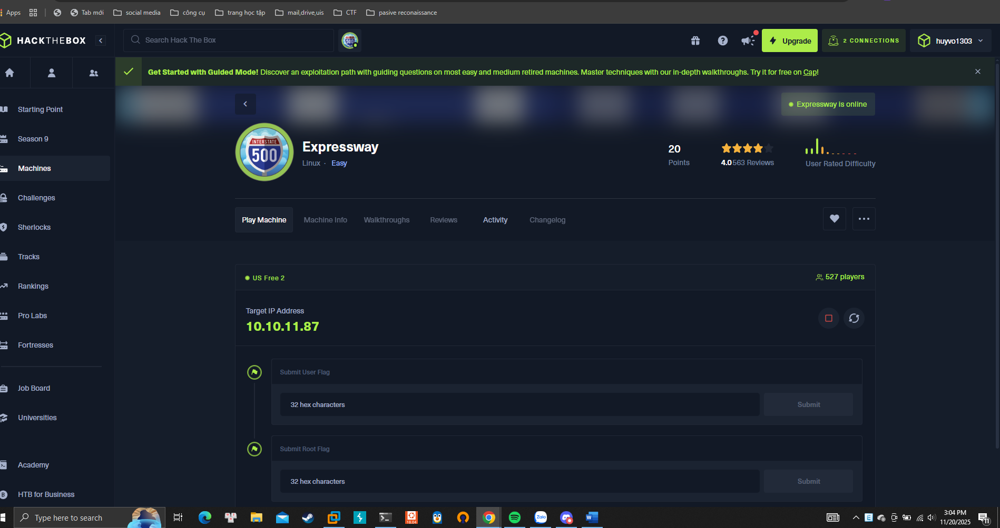 Apps
Tab mới
social media
công cụ
trang học tập
mail,drive,uis
CTF
pasive reconaissance
HACKTHEBOX
Search Hack The Box
Upgrade
2 CONNECTIONS
huyvo1303
Get Started with Guided Mode! Discover an exploitation path with guiding questions on most easy and medium retired machines. Master techniques with our in-depth walkthroughs. Try it for free on Cap!
Starting Point
Season 9
Machines
Challenges
Sherlocks
Tracks
Rankings
Pro Labs
Fortresses
Job Board
Universities
Academy
HTB for Business
Expressway is online
INTERSTATE
500
Expressway
Linux · Easy
20
Points
4.0 563 Reviews
User Rated Difficulty
Play Machine
Machine Info
Walkthroughs
Reviews
Activity
Changelog
US Free 2
527 players
Target IP Address
10.10.11.87
Submit User Flag
32 hex characters
Submit
Submit Root Flag
32 hex characters
Submit
Type here to search
18.04
Zalo
3:04 PM
11/20/2025
11